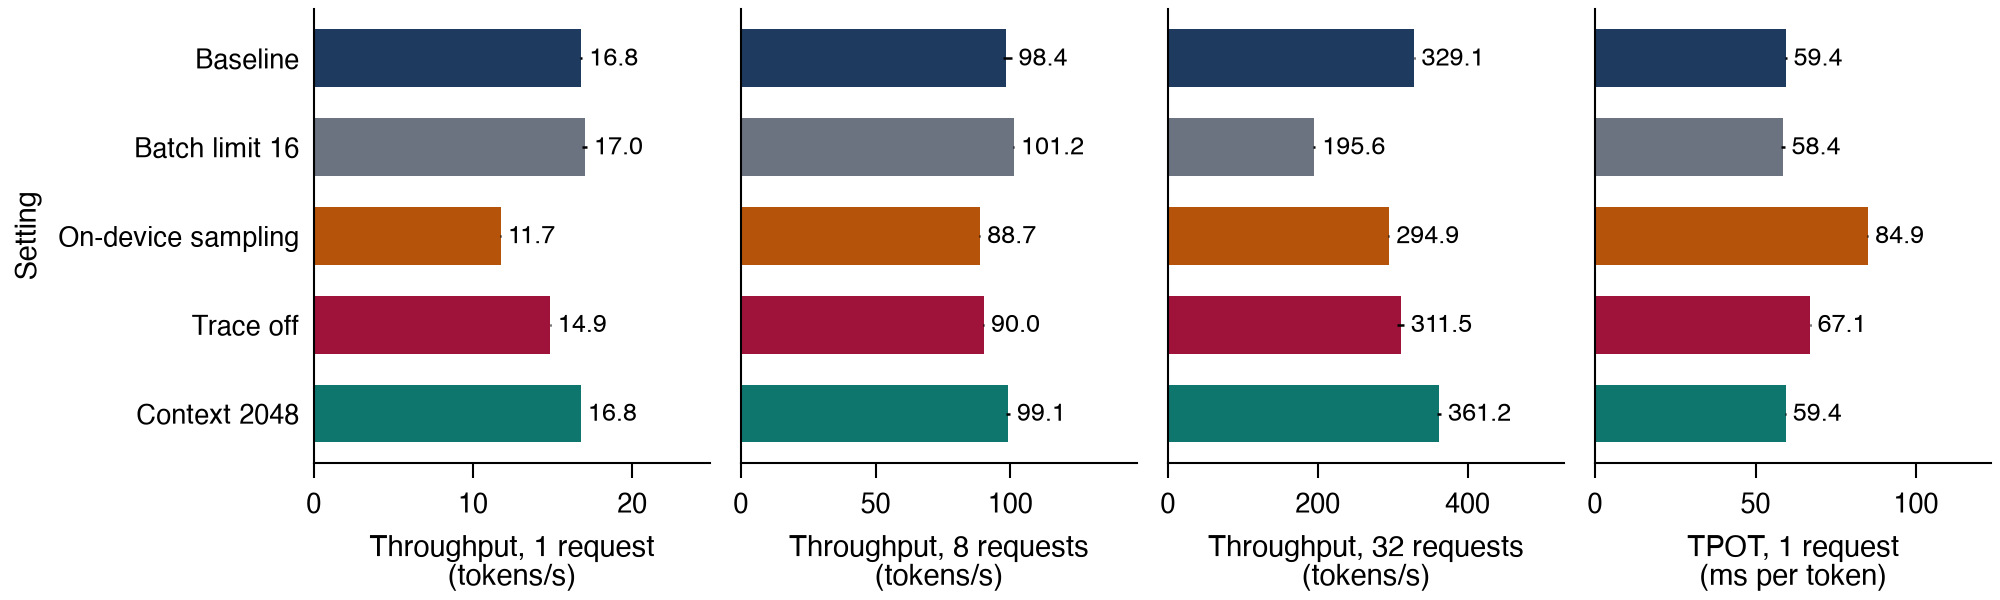 Setting
Baseline
Batch limit 16
On-device sampling
Trace off
Context 2048
16.8
17.0
11.7
14.9
16.8
0 10 20
Throughput, 1 request
(tokens/s)
98.4
101.2
88.7
90.0
99.1
0 50 100
Throughput, 8 requests
(tokens/s)
329.1
195.6
294.9
311.5
361.2
0 200 400
Throughput, 32 requests
(tokens/s)
59.4
58.4
84.9
67.1
59.4
0 50 100
TPOT, 1 request
(ms per token)